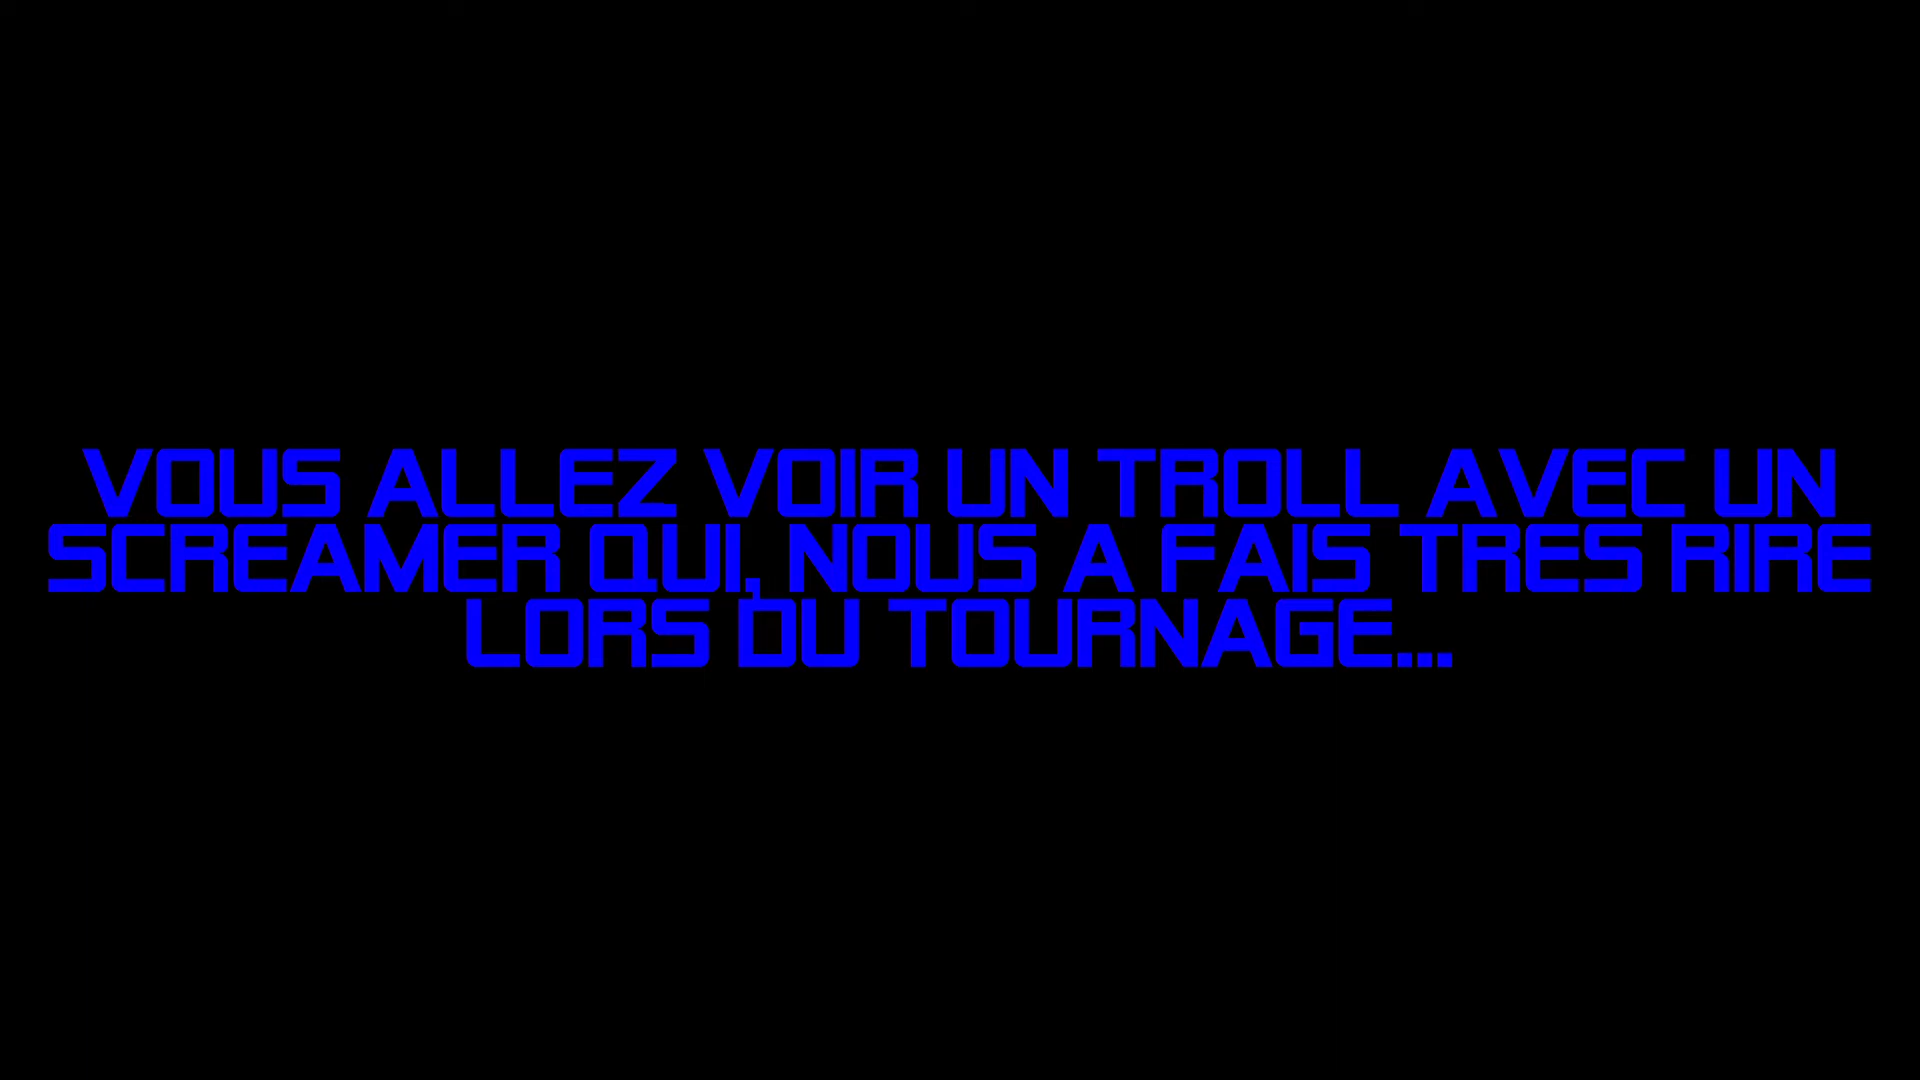 VOUS ALLEZ VOIR UN TROLL AVEC UN
SCREAMER QUI, NOUS A FAIS TRES RIRE
LORS DU TOURNAGE...